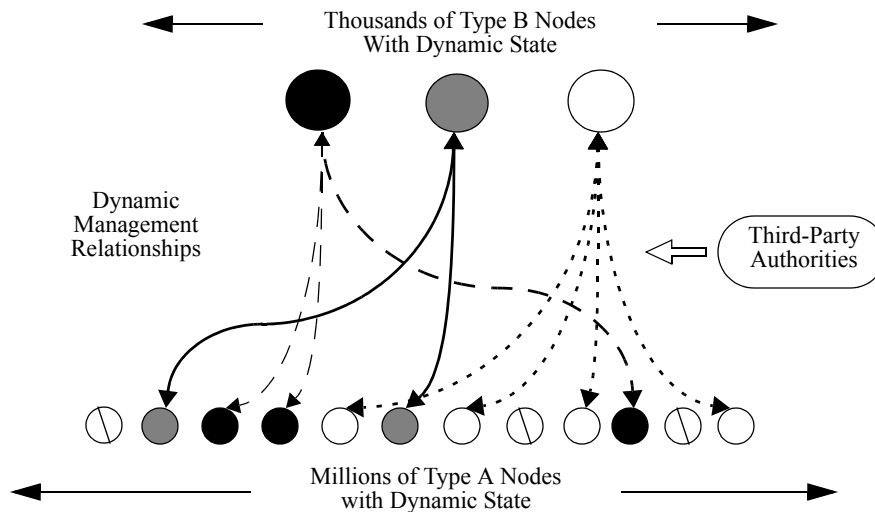 Thousands of Type B Nodes
With Dynamic State
Dynamic
Management
Relationships
Third-Party
Authorities
Millions of Type A Nodes
with Dynamic State